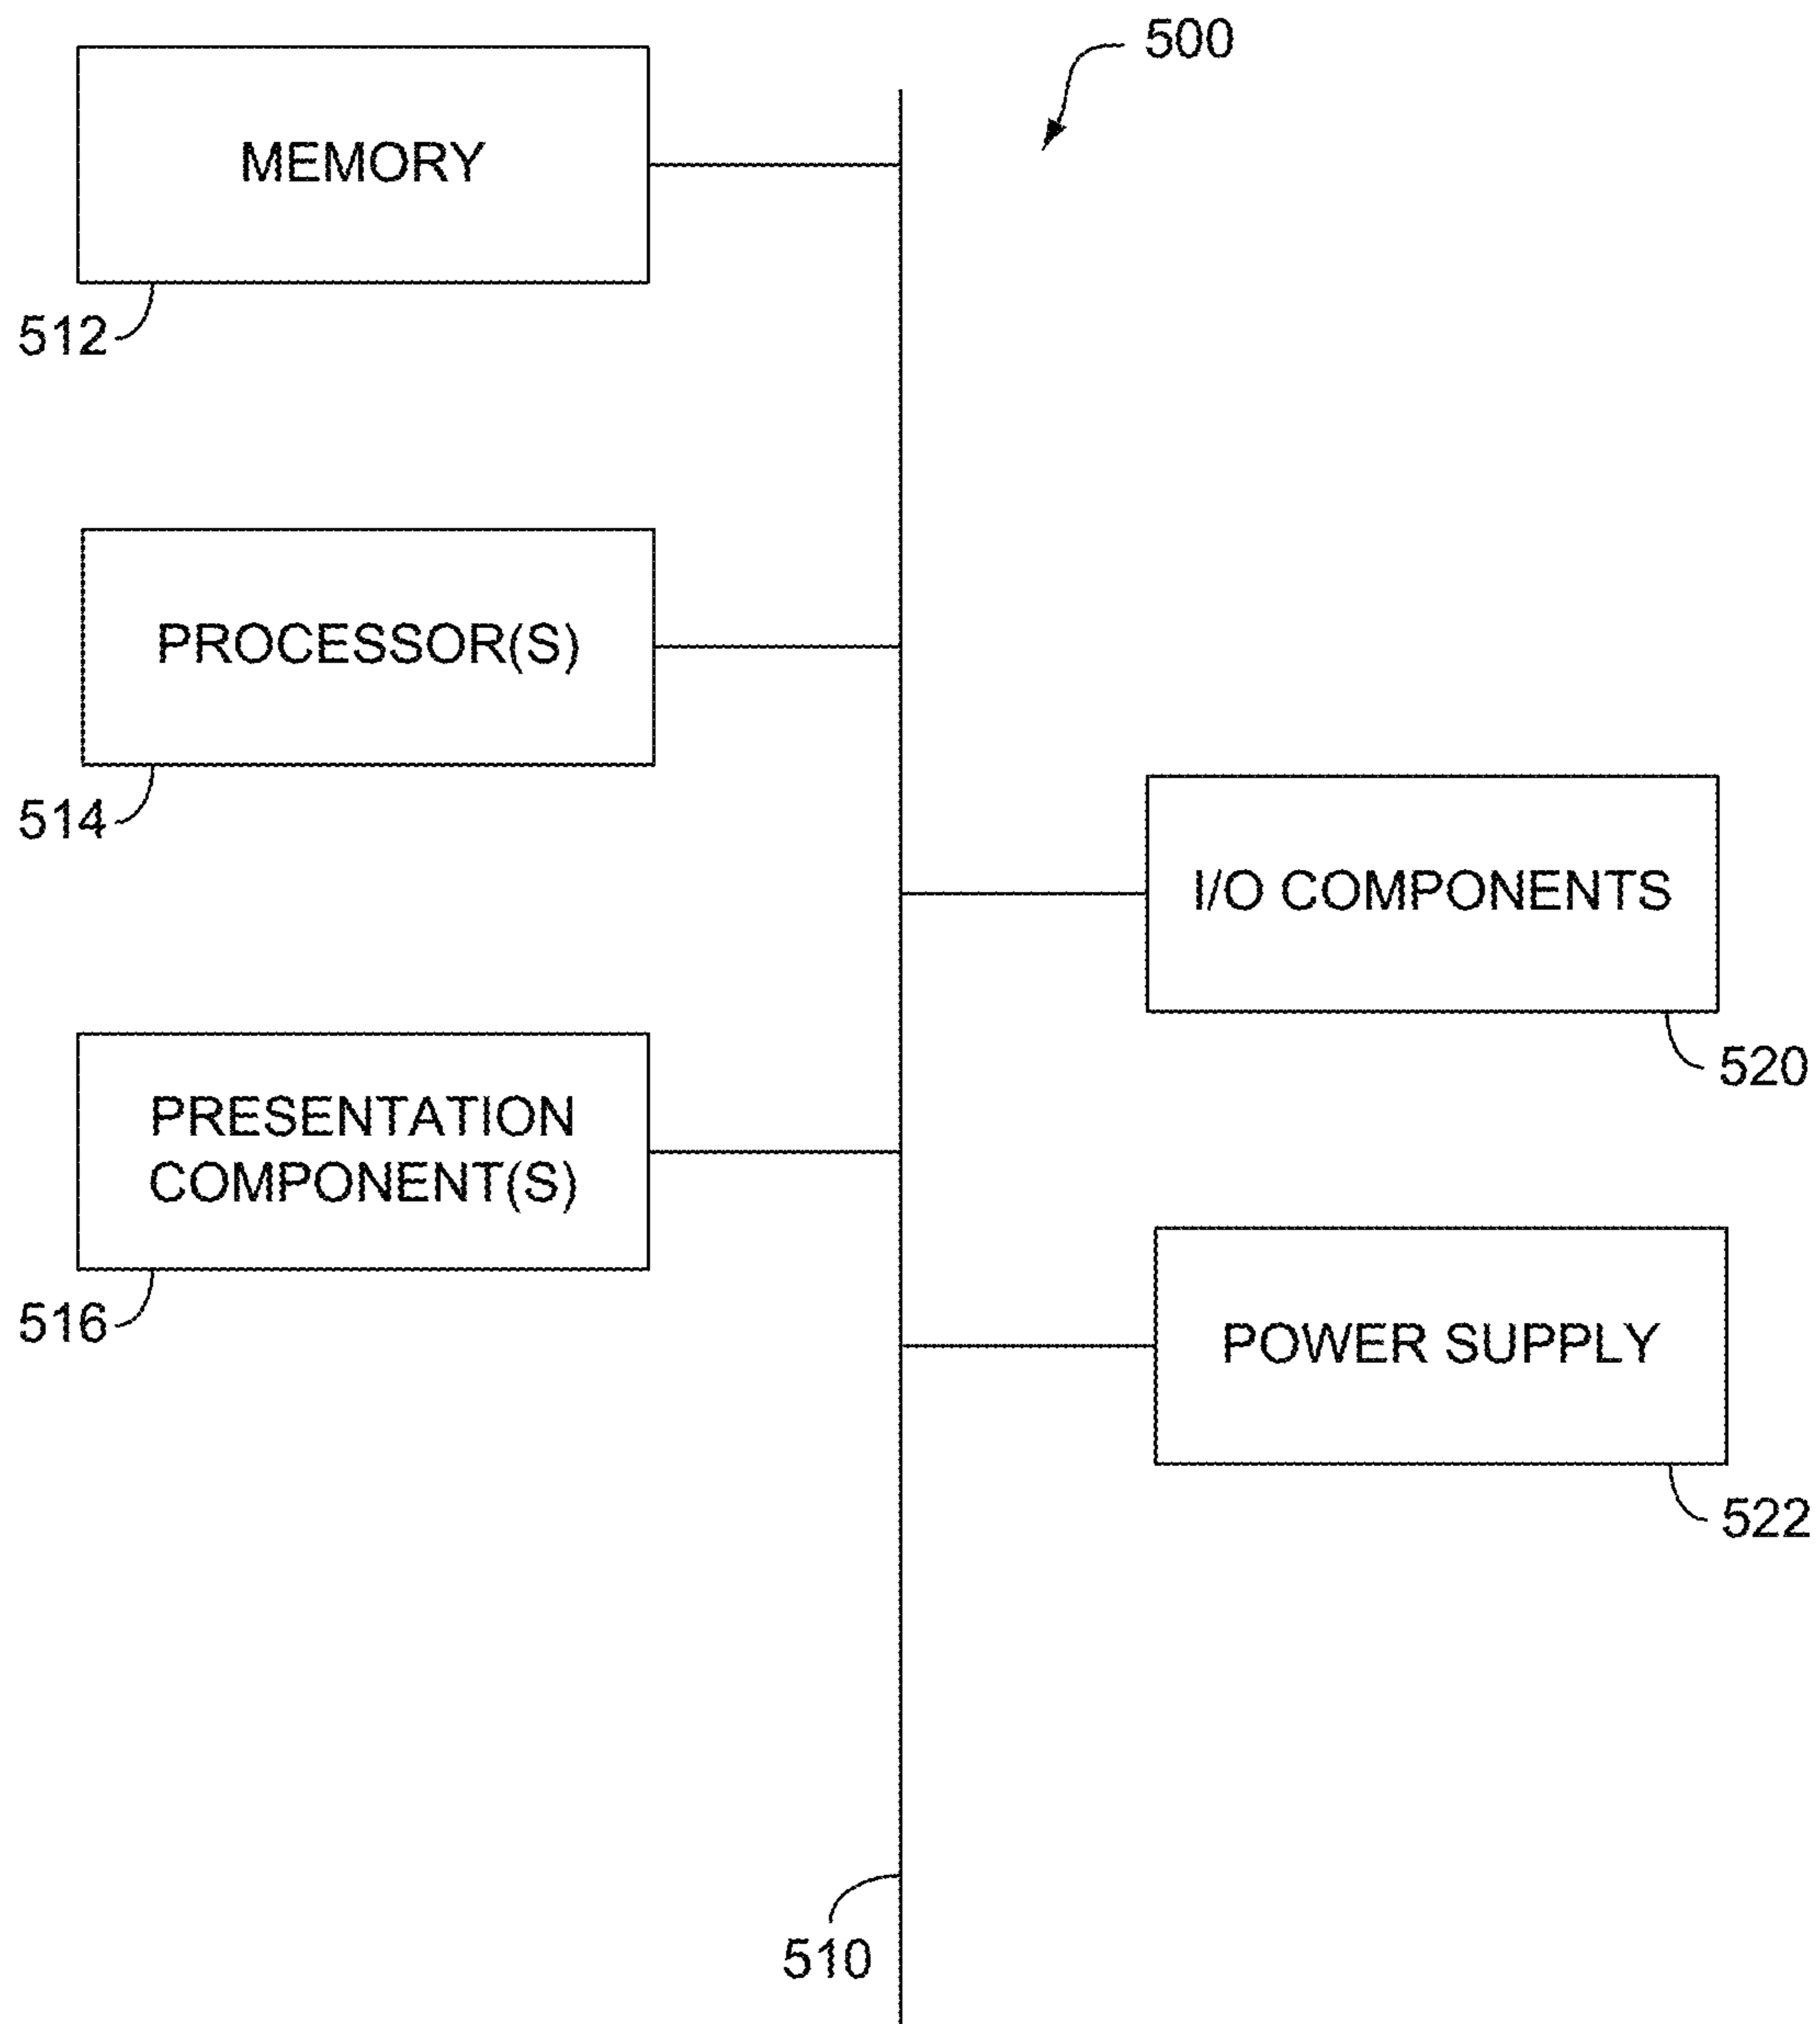 500
MEMORY
512
PROCESSOR(S)
514
I/O COMPONENTS
520
PRESENTATION
COMPONENT(S)
516
POWER SUPPLY
522
510